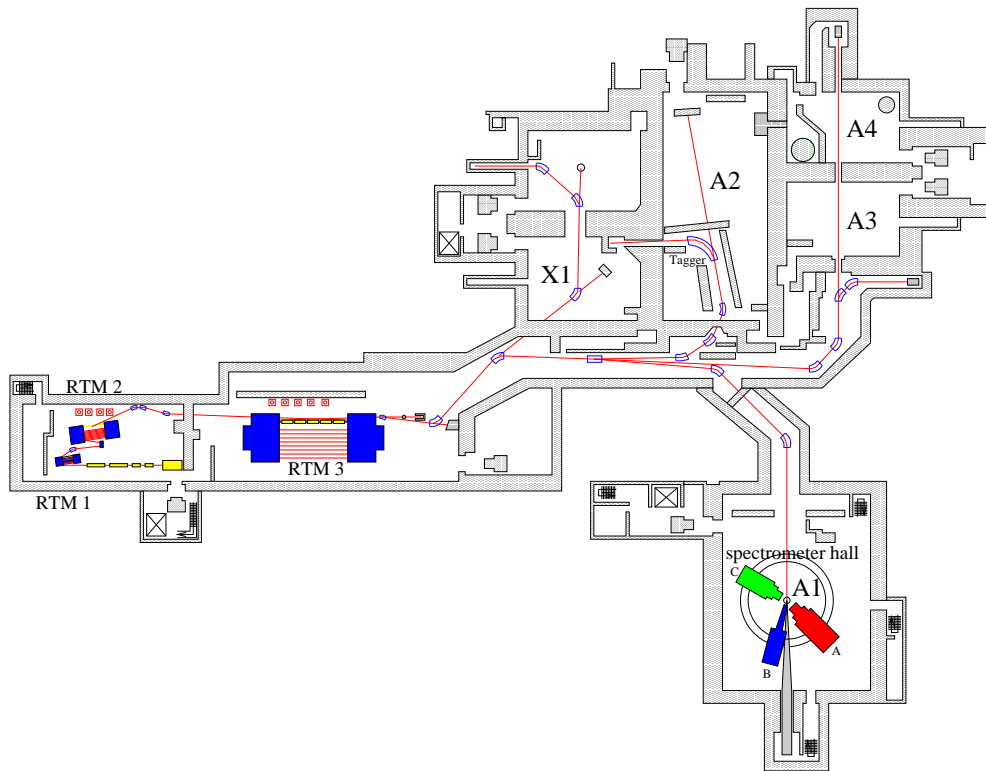 A4
A2
A3
Tagger
X1
RTM 2
RTM 3
RTM 1
spectrometer hall
C
A1
A
B